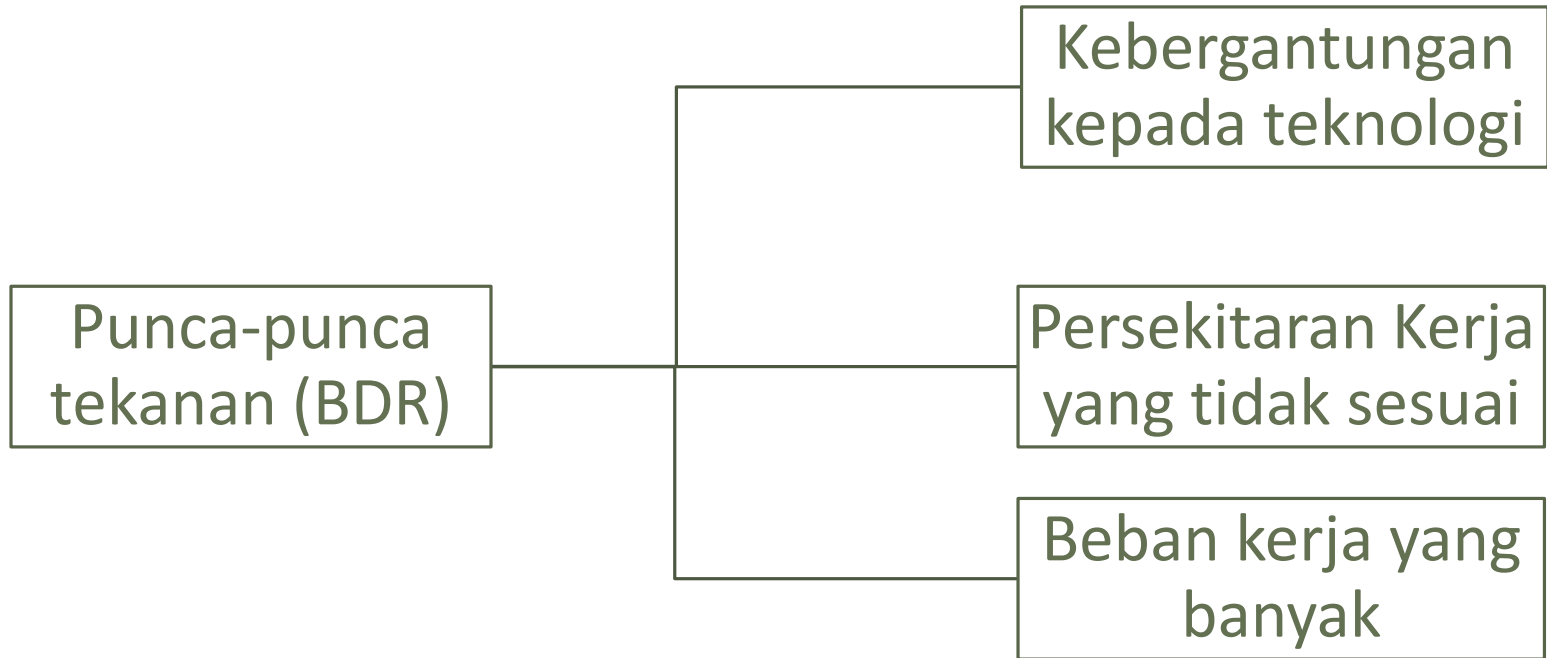 Kebergantungan
kepada teknologi
Punca-punca
tekanan (BDR)
Persekitaran Kerja
yang tidak sesuai
Beban kerja yang
banyak